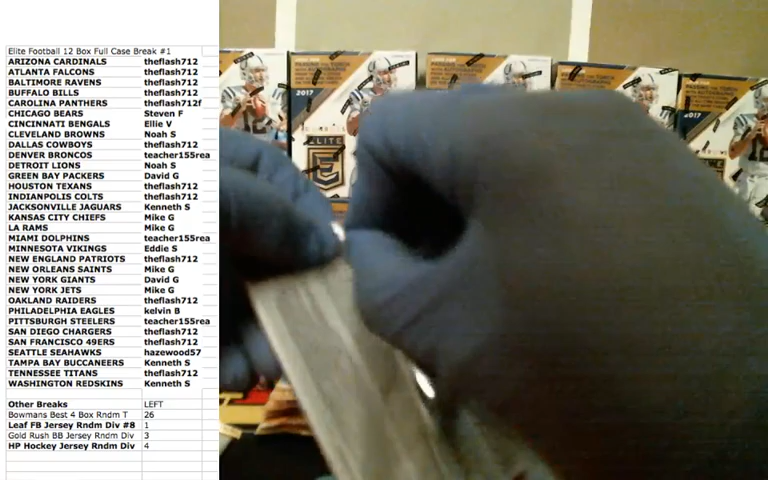 Elite Football 12 Box Full Case Break #1
ARIZONA CARDINALS theflash712
ATLANTA FALCONS theflash712
BALTIMORE RAVENS theflash712
BUFFALO BILLS theflash712
CAROLINA PANTHERS theflash712f
CHICAGO BEARS Steven F
CINCINNATI BENGALS Ellie V
CLEVELAND BROWNS Noah S
DALLAS COWBOYS theflash712
DENVER BRONCOS teacher155rea
DETROIT LIONS Noah S
GREEN BAY PACKERS David G
HOUSTON TEXANS theflash712
INDIANPOLIS COLTS theflash712
JACKSONVILLE JAGUARS Kenneth S
KANSAS CITY CHIEFS Mike G
LA RAMS Mike G
MIAMI DOLPHINS teacher155rea
MINNESOTA VIKINGS Eddie S
NEW ENGLAND PATRIOTS theflash712
NEW ORLEANS SAINTS Mike G
NEW YORK GIANTS David G
NEW YORK JETS Mike G
OAKLAND RAIDERS theflash712
PHILADELPHIA EAGLES kelvin B
PITTSBURGH STEELERS teacher155rea
SAN DIEGO CHARGERS theflash712
SAN FRANCISCO 49ERS theflash712
SEATTLE SEAHAWKS hazewood57
TAMPA BAY BUCCANEERS Kenneth S
TENNESSEE TITANS theflash712
WASHINGTON REDSKINS Kenneth S
Other Breaks LEFT
Bowmans Best 4 Box Rndm T 26
Leaf FB Jersey Rndm Div #8 1
Gold Rush BB Jersey Rndm Div 3
HP Hockey Jersey Rndm Div 4
2017
ELITE
E
2017